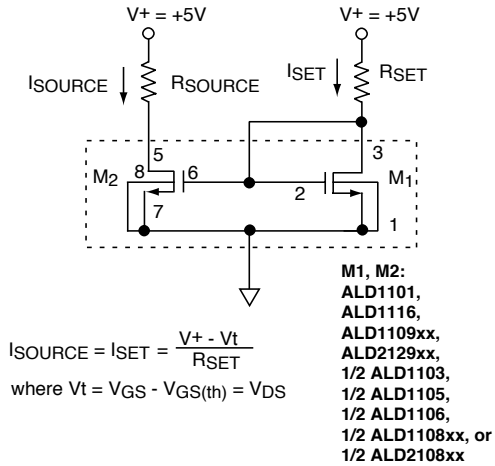 V+ = +5V
V+ = +5V
ISOURCE
RSOURCE
ISET
RSET
5
3
M2
8
6
2
M1
7
1
M1, M2:
ALD1101,
ALD1116,
ALD1109xx,
ALD2129xx,
1/2 ALD1103,
1/2 ALD1105,
1/2 ALD1106,
1/2 ALD1108xx, or
1/2 ALD2108xx
ISOURCE = ISET = V+ - Vt
RSET
where Vt = VGS - VGS(th) = VDS